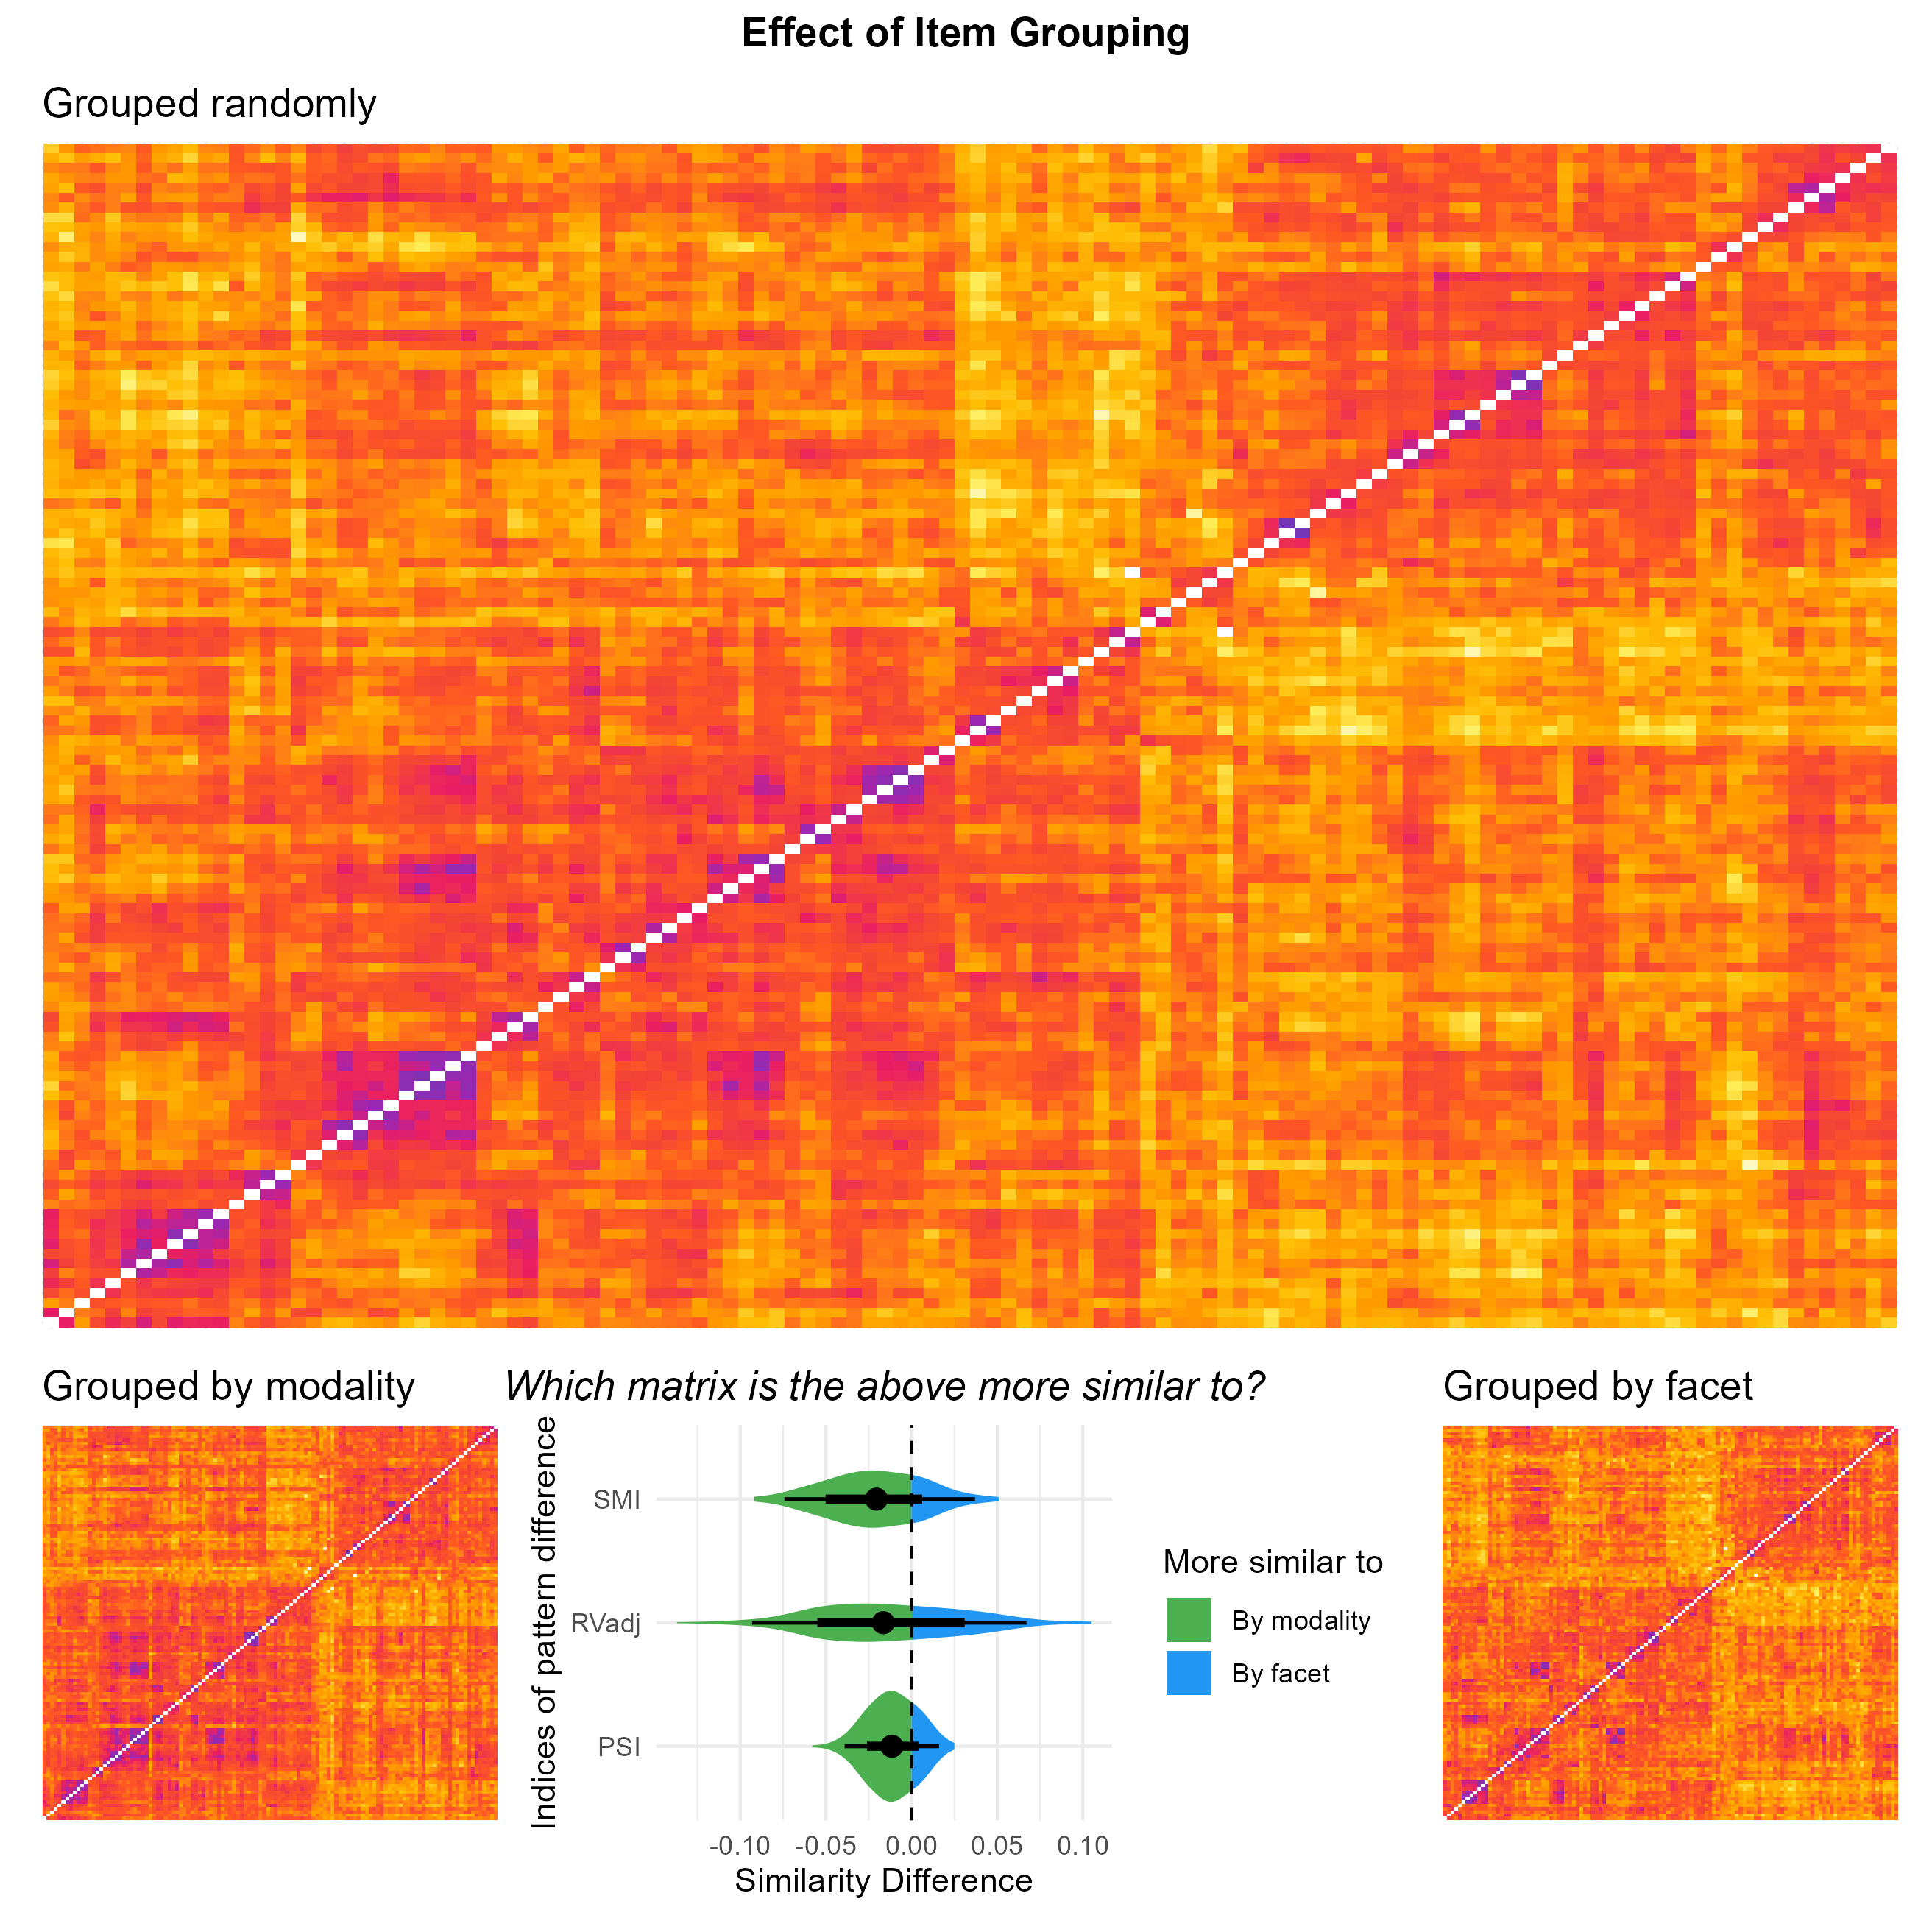 Effect of Item Grouping
Grouped randomly
Grouped by modality
Which matrix is the above more similar to?
Grouped by facet
Indices of pattern difference
SMI
RVadj
PSI
-0.10 -0.05 0.00 0.05 0.10
Similarity Difference
More similar to
By modality
By facet